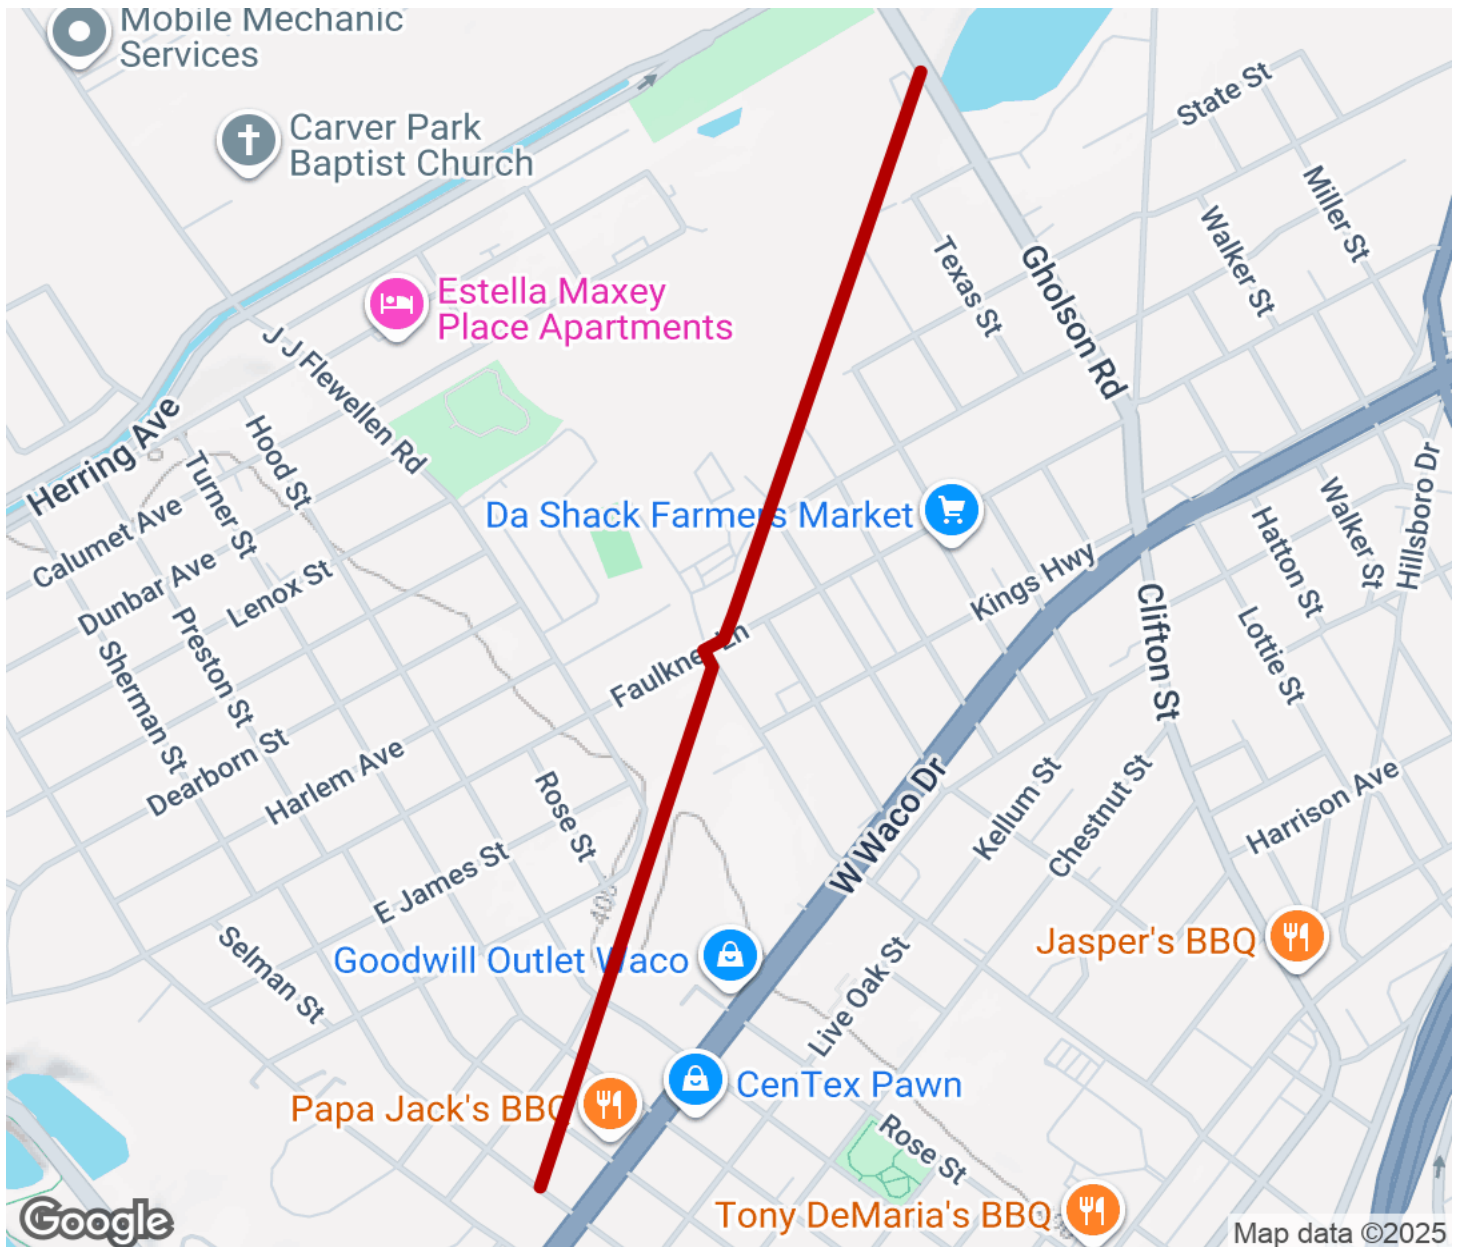 Mobile Mechanic
Services
Carver Park
Baptist Church
State St
Miller St
Walker St
Texas St
Gholson Rd
Estella Maxey
Place Apartments
J J Flewellen Rd
Herring Ave
Hood St
Turner St
Calumet Ave
Dunbar Ave
Lenox St
Preston St
Sherman St
Dearborn St
Harlem Ave
Da Shack Farmers Market
Kings Hwy
Hatton St
Walker St
Hillsboro Dr
Clifton St
Lottie St
Faulkner Ln
Rose St
E James St
Selman St
W Waco Dr
Kellum St
Chestnut St
Harrison Ave
Goodwill Outlet Waco
Jasper's BBQ
Live Oak St
CenTex Pawn
Papa Jack's BBQ
Rose St
Tony DeMaria's BBQ
Google
Map data ©2025